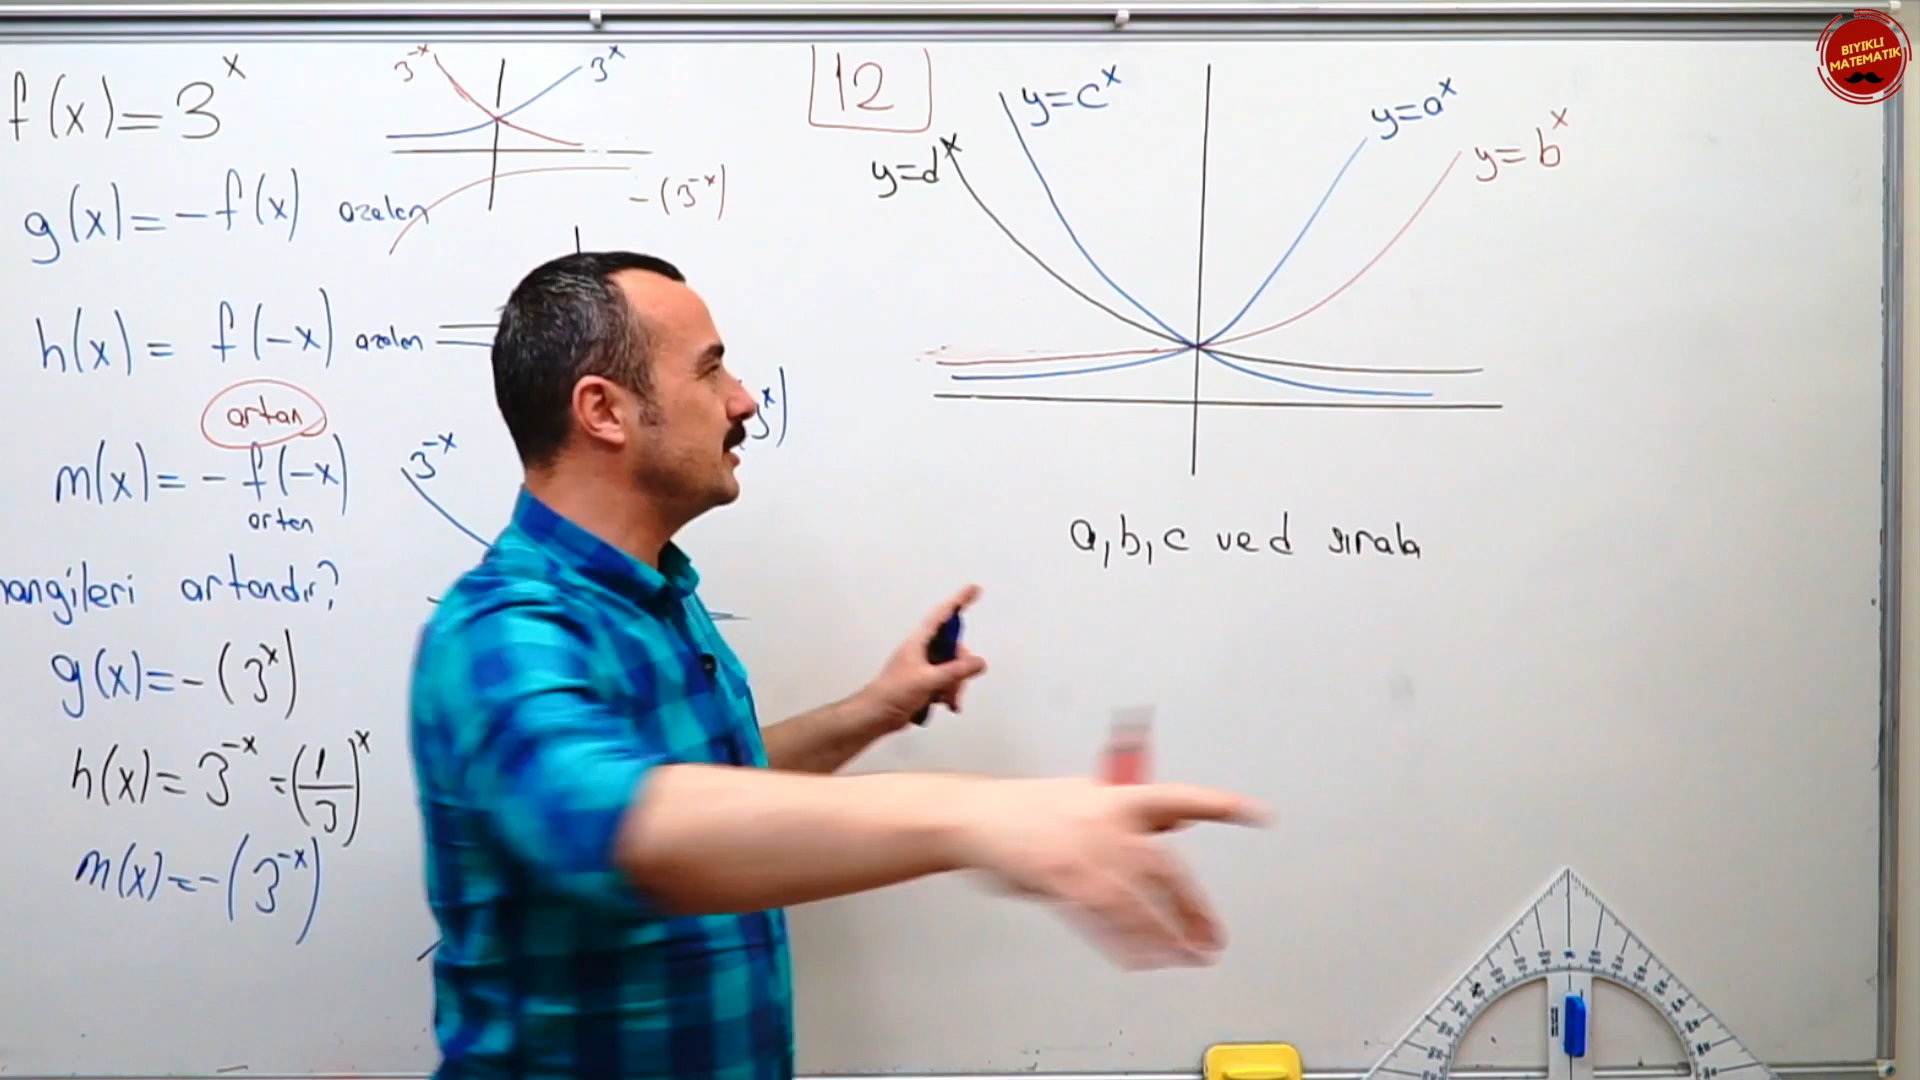 f(x)=3^x
g(x)=-f(x) azalan
h(x)= f(-x) azalan
artan
m(x)=-f(-x)
artan
hangileri artandır?
g(x)=-(3^x)
h(x)=3^-x=(1/3)^x
m(x)=-(3^-x)
3^-x
3^x
-(3^-x)
3^-x
12
y=c^x
y=d^x
y=a^x
y=b^x
a,b,c ve d sırala
BIYIKLI
MATEMATIK